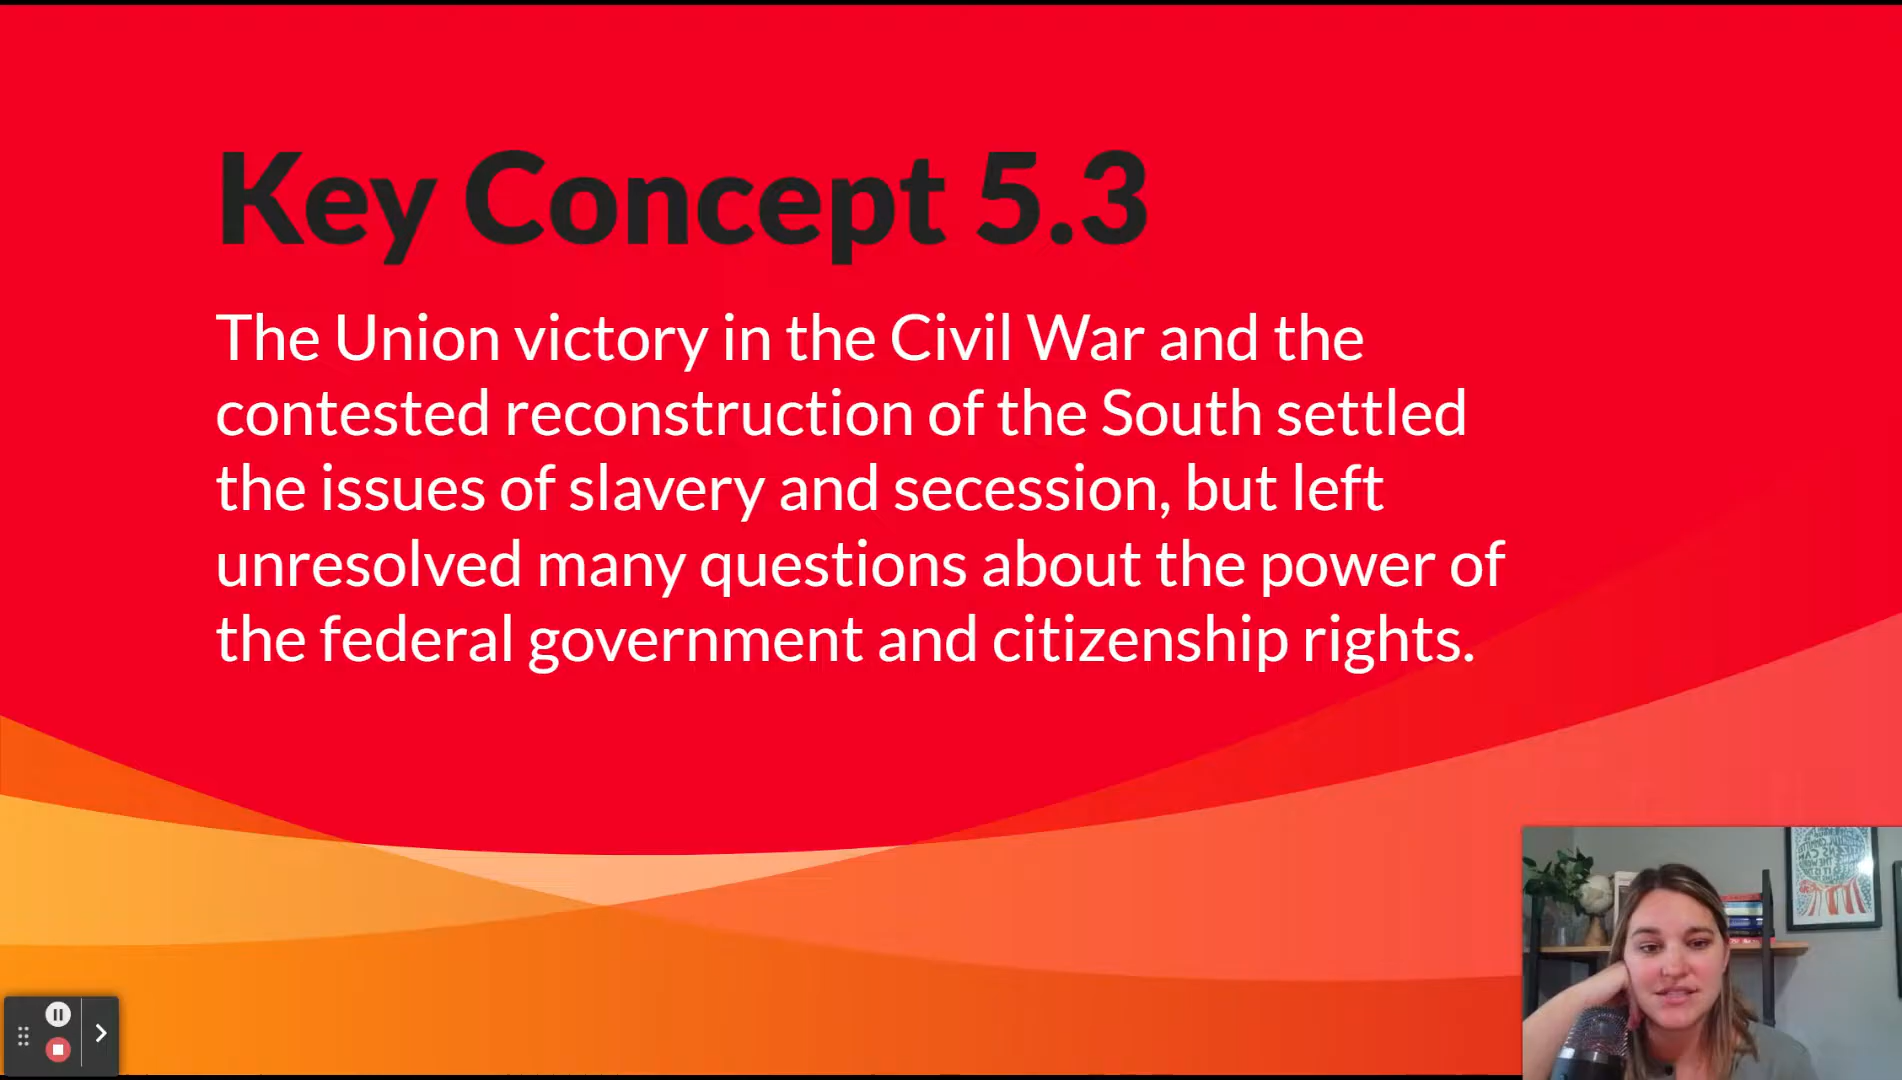 Key Concept 5.3
The Union victory in the Civil War and the
contested reconstruction of the South settled
the issues of slavery and secession, but left
unresolved many questions about the power of
the federal government and citizenship rights.